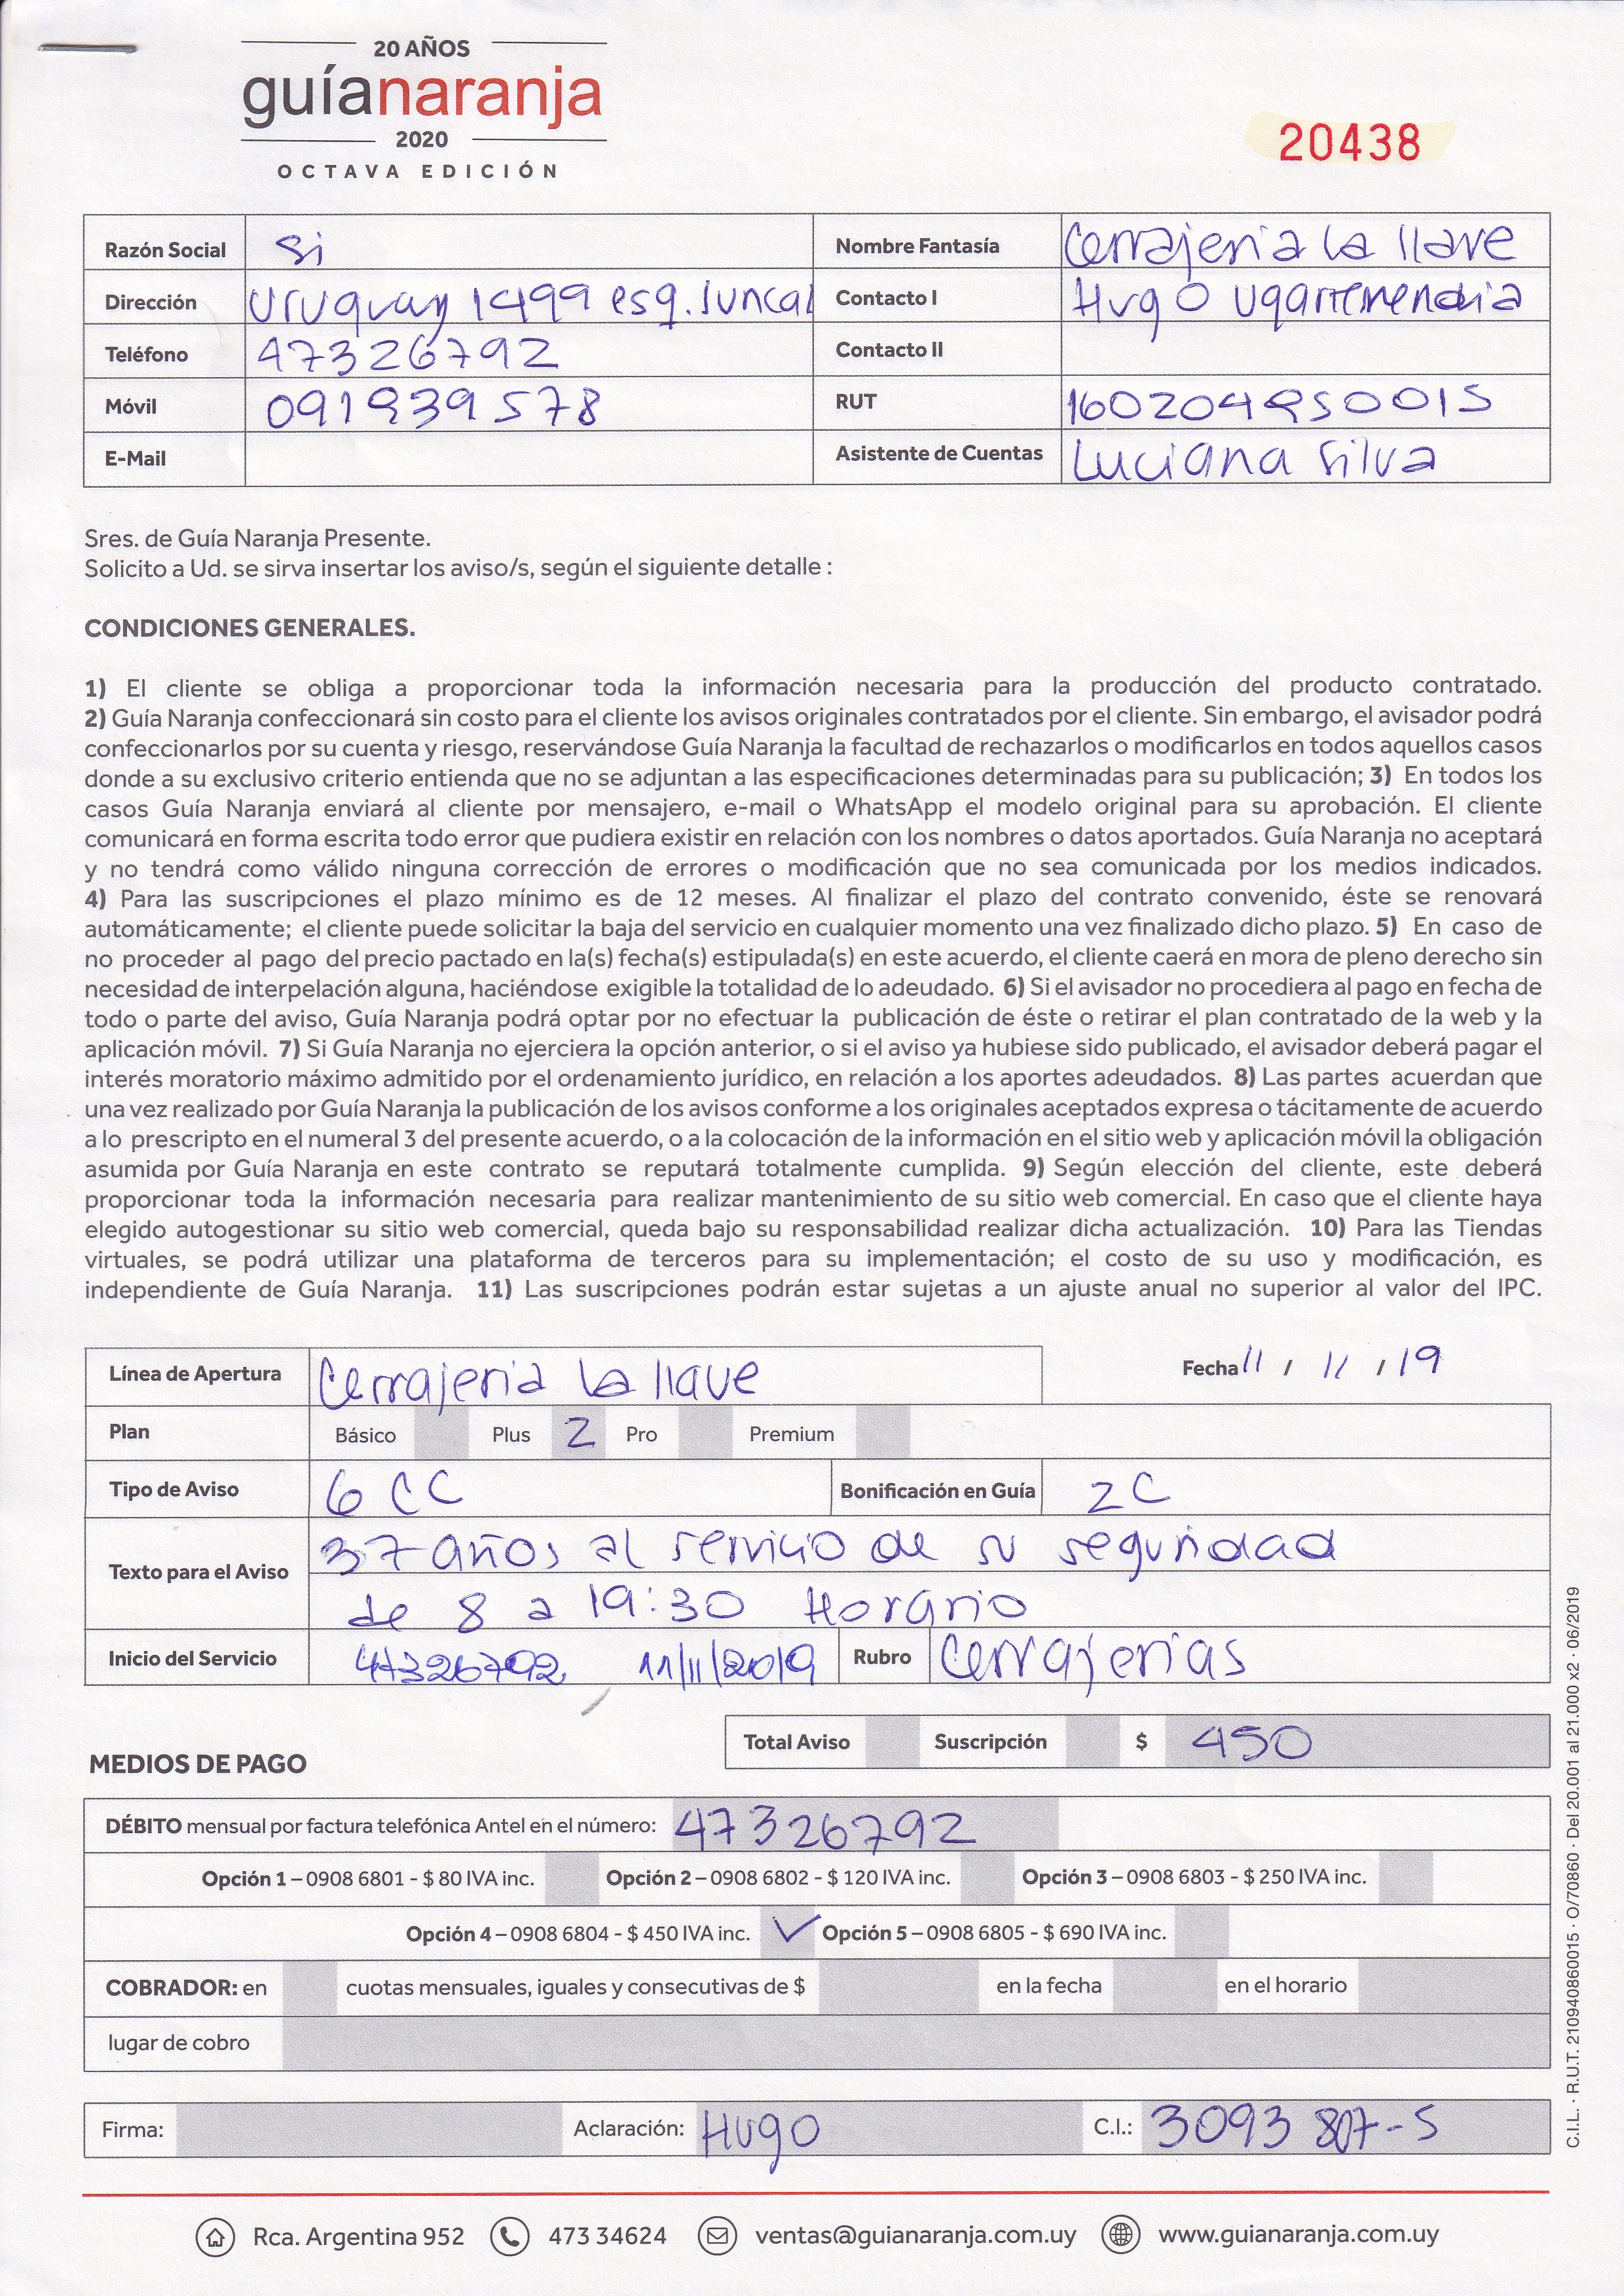 20 AÑOS
guíanaranja
2020
OCTAVA EDICIÓN
20438
Razón Social Si Nombre Fantasía Cerrajeria la llave
Dirección Uruguay 1499 esq. Juncal Contacto I Hugo Ugartemendia
Teléfono 47326792 Contacto II
Móvil 091939578 RUT 160204950015
E-Mail Asistente de Cuentas Luciana Silva
Sres. de Guía Naranja Presente.
Solicito a Ud. se sirva insertar los aviso/s, según el siguiente detalle :
CONDICIONES GENERALES.
1) El cliente se obliga a proporcionar toda la información necesaria para la producción del producto contratado.
2) Guía Naranja confeccionará sin costo para el cliente los avisos originales contratados por el cliente. Sin embargo, el avisador podrá
confeccionarlos por su cuenta y riesgo, reservándose Guía Naranja la facultad de rechazarlos o modificarlos en todos aquellos casos
donde a su exclusivo criterio entienda que no se adjuntan a las especificaciones determinadas para su publicación; 3) En todos los
casos Guía Naranja enviará al cliente por mensajero, e-mail o WhatsApp el modelo original para su aprobación. El cliente
comunicará en forma escrita todo error que pudiera existir en relación con los nombres o datos aportados. Guía Naranja no aceptará
y no tendrá como válido ninguna corrección de errores o modificación que no sea comunicada por los medios indicados.
4) Para las suscripciones el plazo mínimo es de 12 meses. Al finalizar el plazo del contrato convenido, éste se renovará
automáticamente; el cliente puede solicitar la baja del servicio en cualquier momento una vez finalizado dicho plazo. 5) En caso de
no proceder al pago del precio pactado en la(s) fecha(s) estipulada(s) en este acuerdo, el cliente caerá en mora de pleno derecho sin
necesidad de interpelación alguna, haciéndose exigible la totalidad de lo adeudado. 6) Si el avisador no procediera al pago en fecha de
todo o parte del aviso, Guía Naranja podrá optar por no efectuar la publicación de éste o retirar el plan contratado de la web y la
aplicación móvil. 7) Si Guía Naranja no ejerciera la opción anterior, o si el aviso ya hubiese sido publicado, el avisador deberá pagar el
interés moratorio máximo admitido por el ordenamiento jurídico, en relación a los aportes adeudados. 8) Las partes acuerdan que
una vez realizado por Guía Naranja la publicación de los avisos conforme a los originales aceptados expresa o tácitamente de acuerdo
a lo prescripto en el numeral 3 del presente acuerdo, o a la colocación de la información en el sitio web y aplicación móvil la obligación
asumida por Guía Naranja en este contrato se reputará totalmente cumplida. 9) Según elección del cliente, este deberá
proporcionar toda la información necesaria para realizar mantenimiento de su sitio web comercial. En caso que el cliente haya
elegido autogestionar su sitio web comercial, queda bajo su responsabilidad realizar dicha actualización. 10) Para las Tiendas
virtuales, se podrá utilizar una plataforma de terceros para su implementación; el costo de su uso y modificación, es
independiente de Guía Naranja. 11) Las suscripciones podrán estar sujetas a un ajuste anual no superior al valor del IPC.
Línea de Apertura Cerrajeria La llave Fecha 11 / 11 / 19
Plan Básico Plus 2 Pro Premium
Tipo de Aviso 6 CC Bonificación en Guía 2C
Texto para el Aviso 37 años al servicio de su seguridad
de 8 a 19:30 Horario
Inicio del Servicio 47326792 11/11/2019 Rubro Cerrajerias
Total Aviso Suscripción $ 450
MEDIOS DE PAGO
DÉBITO mensual por factura telefónica Antel en el número: 47326792
Opción 1 – 0908 6801 - $ 80 IVA inc. Opción 2 – 0908 6802 - $ 120 IVA inc. Opción 3 – 0908 6803 - $ 250 IVA inc.
Opción 4 – 0908 6804 - $ 450 IVA inc. ✓ Opción 5 – 0908 6805 - $ 690 IVA inc.
COBRADOR: en cuotas mensuales, iguales y consecutivas de $ en la fecha en el horario
lugar de cobro
Firma: Aclaración: Hugo C.I.: 3093 807-5
Rca. Argentina 952 473 34624 ventas@guianaranja.com.uy www.guianaranja.com.uy
C.I.L. · R.U.T. 210940860015 · O/70860 · Del 20.001 al 21.000 x2 · 06/2019